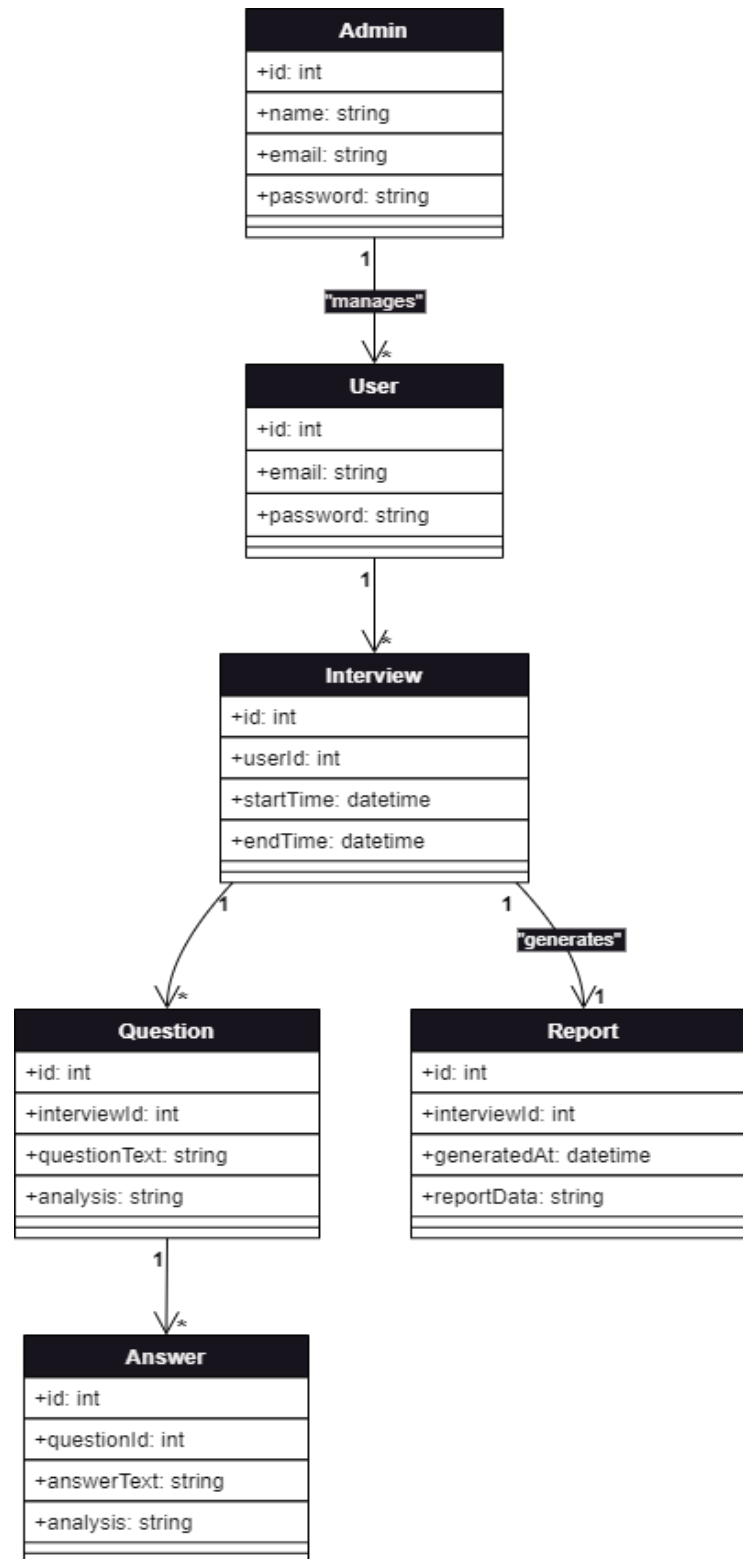 Admin
+id: int
+name: string
+email: string
+password: string
1
"manages"
*
User
+id: int
+email: string
+password: string
1
*
Interview
+id: int
+userId: int
+startTime: datetime
+endTime: datetime
1
1
"generates"
*
1
Question
+id: int
+interviewId: int
+questionText: string
+analysis: string
Report
+id: int
+interviewId: int
+generatedAt: datetime
+reportData: string
1
*
Answer
+id: int
+questionId: int
+answerText: string
+analysis: string